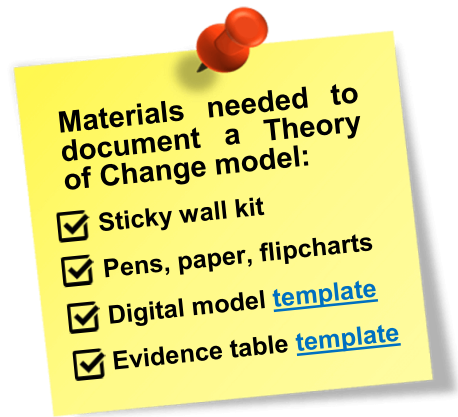 Materials needed to
document a Theory
of Change model:
Sticky wall kit
Pens, paper, flipcharts
Digital model template
Evidence table template